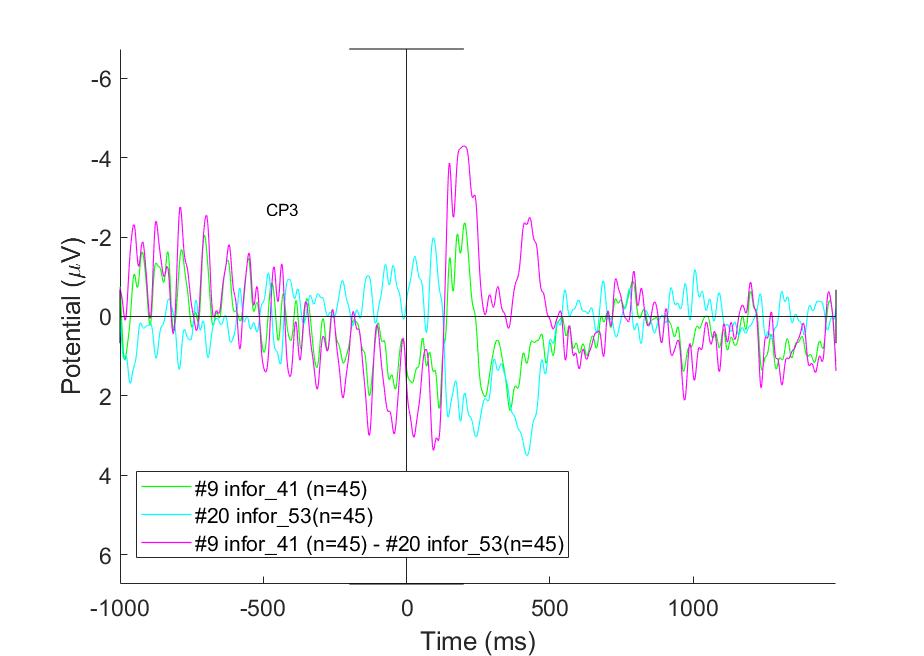 -6
-4
CP3
-2
0
2
4
6
Potential (μV)
#9 infor_41 (n=45)
#20 infor_53(n=45)
#9 infor_41 (n=45) - #20 infor_53(n=45)
-1000 -500 0 500 1000
Time (ms)